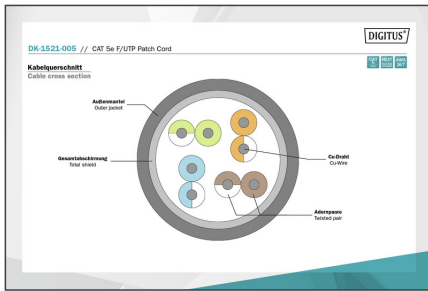 DIGITUS®
DK-1521-005 // CAT 5e F/UTP Patch Cord
Kabelquerschnitt
Cable cross section
Außenmantel
Outer jacket
Gesamtabschirmung
Total shield
Cu-Draht
Cu-Wire
Adernpaare
Twisted pair